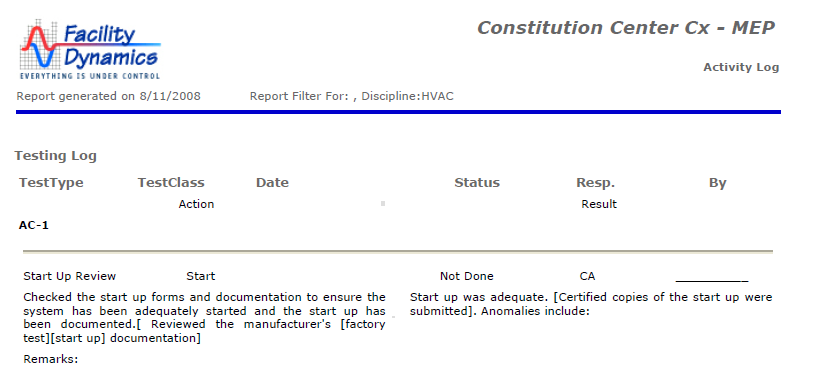 Facility
Dynamics
EVERYTHING IS UNDER CONTROL
Constitution Center Cx - MEP
Activity Log
Report generated on 8/11/2008 Report Filter For: , Discipline:HVAC
Testing Log
TestType TestClass Date Status Resp. By
Action Result
AC-1
Start Up Review Start Not Done CA ___________
Checked the start up forms and documentation to ensure the
system has been adequately started and the start up has
been documented.[ Reviewed the manufacturer's [factory
test][start up] documentation]
Start up was adequate. [Certified copies of the start up were
submitted]. Anomalies include:
Remarks: